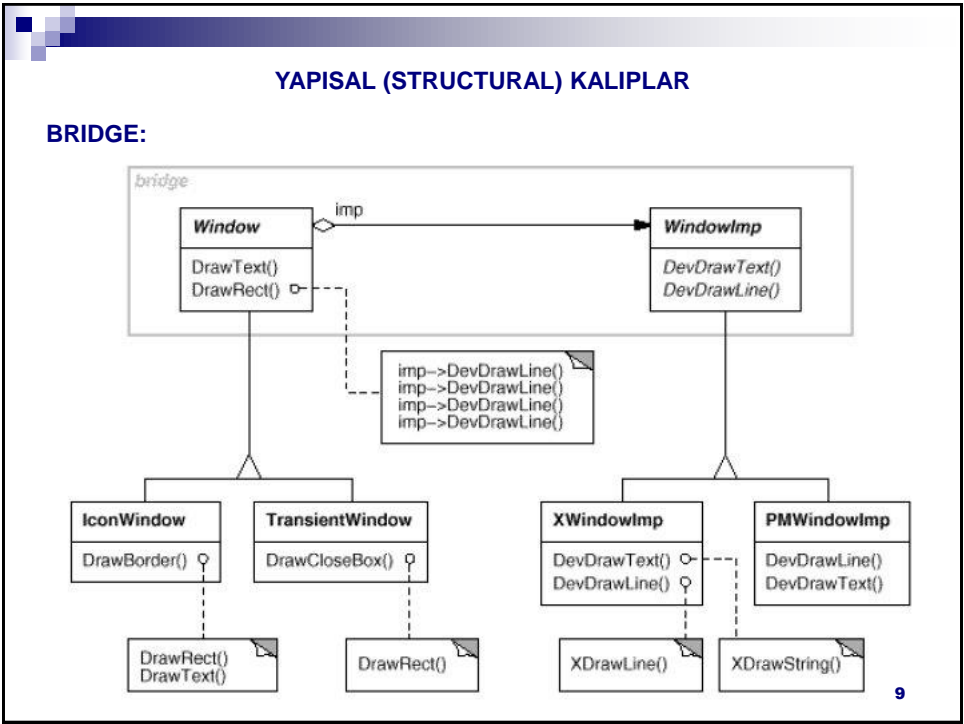 YAPISAL (STRUCTURAL) KALIPLAR
BRIDGE:
bridge
Window
DrawText()
DrawRect()
imp
WindowImp
DevDrawText()
DevDrawLine()
imp->DevDrawLine()
imp->DevDrawLine()
imp->DevDrawLine()
imp->DevDrawLine()
IconWindow
DrawBorder()
TransientWindow
DrawCloseBox()
XWindowImp
DevDrawText()
DevDrawLine()
PMWindowImp
DevDrawLine()
DevDrawText()
DrawRect()
DrawText()
DrawRect()
XDrawLine()
XDrawString()
9